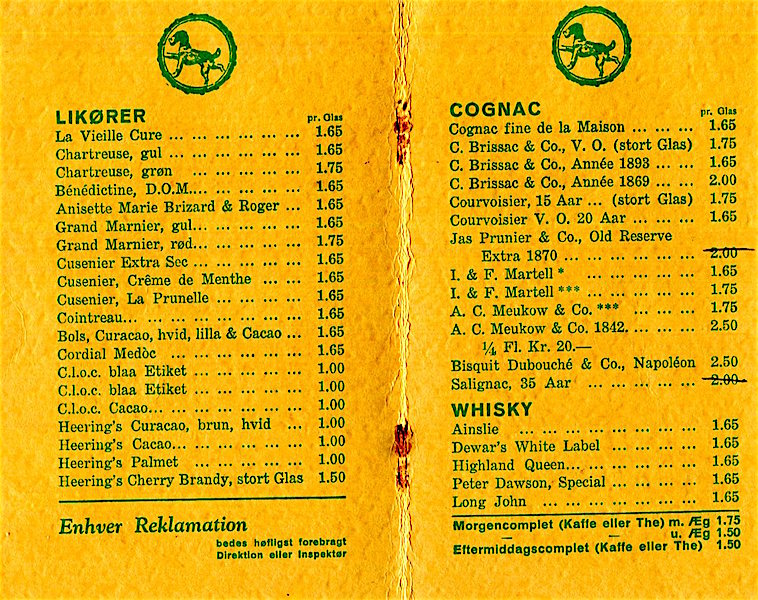 LIKØRER
pr. Glas
La Vieille Cure ... ... ... ... ... ... 1.65
Chartreuse, gul ... ... ... ... ... ... 1.65
Chartreuse, grøn ... ... ... ... ... 1.75
Bénédictine, D.O.M.... ... ... ... ... 1.65
Anisette Marie Brizard & Roger ... 1.65
Grand Marnier, gul... ... ... ... ... 1.65
Grand Marnier, rød... ... ... ... ... 1.75
Cusenier Extra Sec ... ... ... ... ... 1.65
Cusenier, Crême de Menthe ... ... 1.65
Cusenier, La Prunelle ... ... ... ... 1.65
Cointreau... ... ... ... ... ... ... ... 1.65
Bols, Curacao, hvid, lilla & Cacao ... 1.65
Cordial Medòc ... ... ... ... ... ... 1.65
C.l.o.c. blaa Etiket ... ... ... ... ... 1.00
C.l.o.c. blaa Etiket ... ... ... ... ... 1.00
C.l.o.c. Cacao... ... ... ... ... ... ... 1.00
Heering's Curacao, brun, hvid ... 1.00
Heering's Cacao... ... ... ... ... ... 1.00
Heering's Palmet ... ... ... ... ... 1.00
Heering's Cherry Brandy, stort Glas 1.50
Enhver Reklamation
bedes høfligst forebragt
Direktion eller Inspektør
COGNAC
pr. Glas
Cognac fine de la Maison ... ... ... 1.65
C. Brissac & Co., V. O. (stort Glas) 1.75
C. Brissac & Co., Année 1893 ... ... 1.65
C. Brissac & Co., Année 1869 ... ... 2.00
Courvoisier, 15 Aar ... (stort Glas) 1.75
Courvoisier V. O. 20 Aar ... ... ... 1.65
Jas Prunier & Co., Old Reserve
Extra 1870 ... ... ... ... ... ... 2.00
I. & F. Martell * ... ... ... ... ... 1.65
I. & F. Martell *** ... ... ... ... ... 1.75
A. C. Meukow & Co. *** ... ... ... 1.75
A. C. Meukow & Co. 1842. ... ... ... 2.50
¼ Fl. Kr. 20.—
Bisquit Dubouché & Co., Napoléon 2.50
Salignac, 35 Aar ... ... ... ... ... 2.00
WHISKY
Ainslie ... ... ... ... ... ... ... 1.65
Dewar's White Label ... ... ... ... 1.65
Highland Queen... ... ... ... ... ... 1.65
Peter Dawson, Special ... ... ... ... 1.65
Long John ... ... ... ... ... ... ... 1.65
Morgencomplet (Kaffe eller The) m. Æg 1.75
— — u. Æg 1.50
Eftermiddagscomplet (Kaffe eller The) 1.50